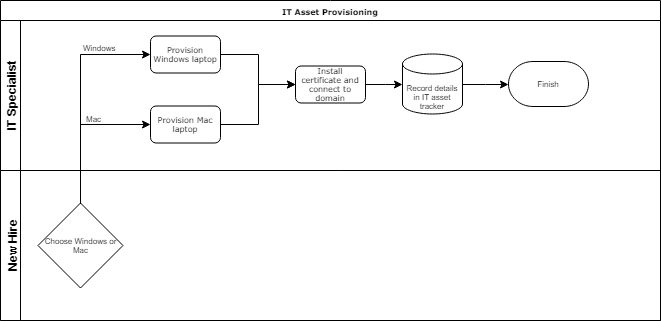 IT Asset Provisioning
IT Specialist
Windows
Provision
Windows laptop
Mac
Provision Mac
laptop
Install
certificate and
connect to
domain
Record details
in IT asset
tracker
Finish
New Hire
Choose Windows or
Mac